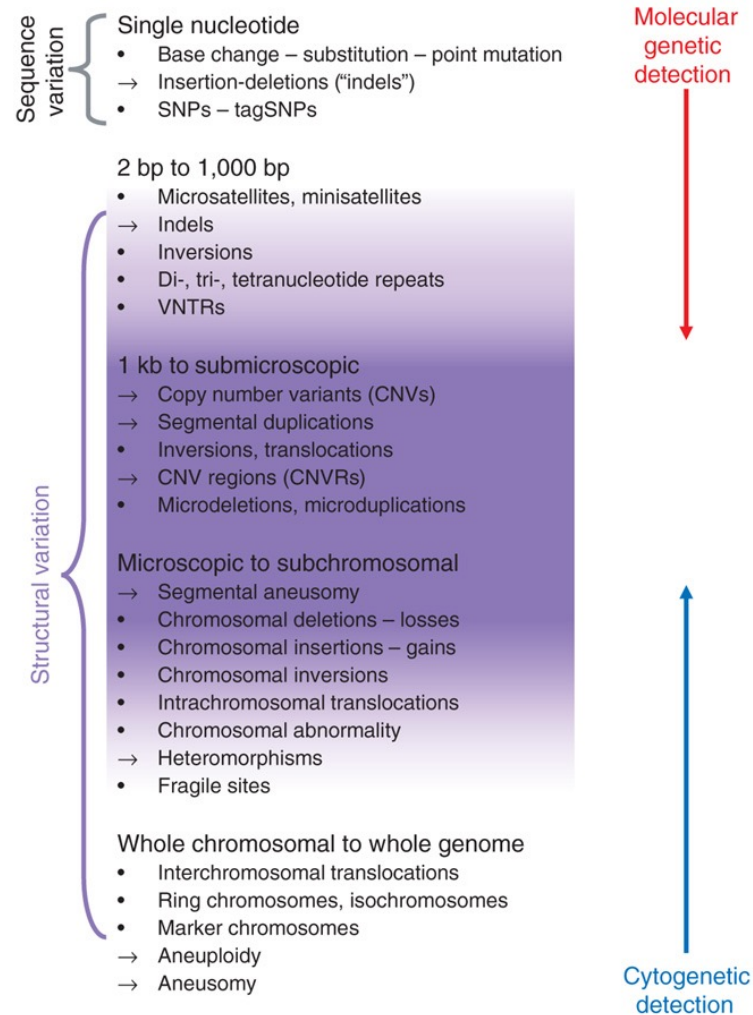 Sequence
variation
Single nucleotide
• Base change – substitution – point mutation
→ Insertion-deletions (“indels”)
• SNPs – tagSNPs
Molecular
genetic
detection
Structural variation
2 bp to 1,000 bp
• Microsatellites, minisatellites
→ Indels
• Inversions
• Di-, tri-, tetranucleotide repeats
• VNTRs
1 kb to submicroscopic
→ Copy number variants (CNVs)
→ Segmental duplications
• Inversions, translocations
→ CNV regions (CNVRs)
• Microdeletions, microduplications
Microscopic to subchromosomal
→ Segmental aneusomy
• Chromosomal deletions – losses
• Chromosomal insertions – gains
• Chromosomal inversions
• Intrachromosomal translocations
• Chromosomal abnormality
→ Heteromorphisms
• Fragile sites
Whole chromosomal to whole genome
• Interchromosomal translocations
• Ring chromosomes, isochromosomes
• Marker chromosomes
→ Aneuploidy
→ Aneusomy
Cytogenetic
detection